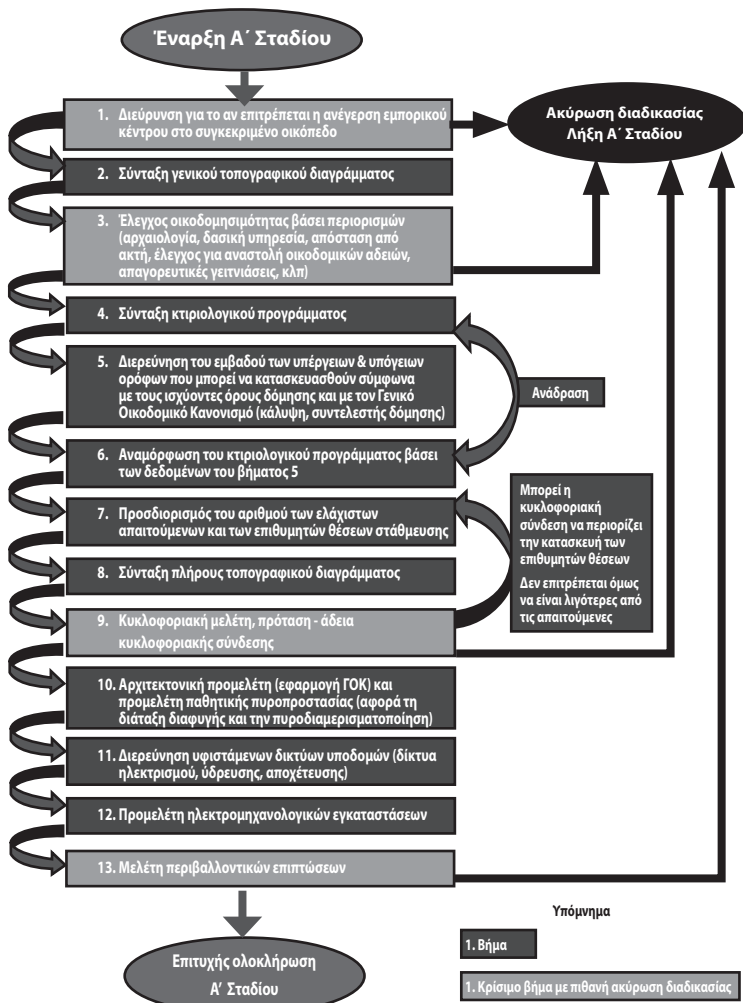 Έναρξη Α΄ Σταδίου
1. Διεύρυνση για το αν επιτρέπεται η ανέγερση εμπορικού
κέντρου στο συγκεκριμένο οικόπεδο
Ακύρωση διαδικασίας
Λήξη Α΄ Σταδίου
2. Σύνταξη γενικού τοπογραφικού διαγράμματος
3. Έλεγχος οικοδομησιμότητας βάσει περιορισμών
(αρχαιολογία, δασική υπηρεσία, απόσταση από
ακτή, έλεγχος για αναστολή οικοδομικών αδειών,
απαγορευτικές γειτνιάσεις, κλπ)
4. Σύνταξη κτιριολογικού προγράμματος
5. Διερεύνηση του εμβαδού των υπέργειων & υπόγειων
ορόφων που μπορεί να κατασκευασθούν σύμφωνα
με τους ισχύοντες όρους δόμησης και με τον Γενικό
Οικοδομικό Κανονισμό (κάλυψη, συντελεστής δόμησης)
Ανάδραση
6. Αναμόρφωση του κτιριολογικού προγράμματος βάσει
των δεδομένων του βήματος 5
7. Προσδιορισμός του αριθμού των ελάχιστων
απαιτούμενων και των επιθυμητών θέσεων στάθμευσης
8. Σύνταξη πλήρους τοπογραφικού διαγράμματος
Μπορεί η
κυκλοφοριακή
σύνδεση να περιορίζει
την κατασκευή των
επιθυμητών θέσεων
Δεν επιτρέπεται όμως
να είναι λιγότερες από
τις απαιτούμενες
9. Κυκλοφοριακή μελέτη, πρόταση - άδεια
κυκλοφοριακής σύνδεσης
10. Αρχιτεκτονική προμελέτη (εφαρμογή ΓΟΚ) και
προμελέτη παθητικής πυροπροστασίας (αφορά τη
διάταξη διαφυγής και την πυροδιαμερισματοποίηση)
11. Διερεύνηση υφιστάμενων δικτύων υποδομών (δίκτυα
ηλεκτρισμού, ύδρευσης, αποχέτευσης)
12. Προμελέτη ηλεκτρομηχανολογικών εγκαταστάσεων
13. Μελέτη περιβαλλοντικών επιπτώσεων
Επιτυχής ολοκλήρωση
Α' Σταδίου
Υπόμνημα
1. Βήμα
1. Κρίσιμο βήμα με πιθανή ακύρωση διαδικασίας